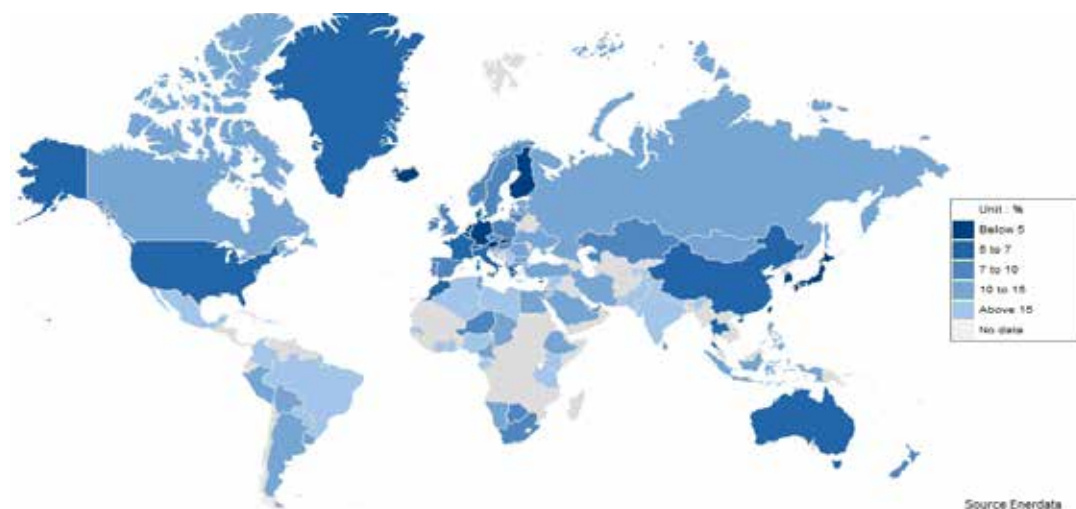 Unit : %
Below 5
5 to 7
7 to 10
10 to 15
Above 15
No data
Source Enerdata